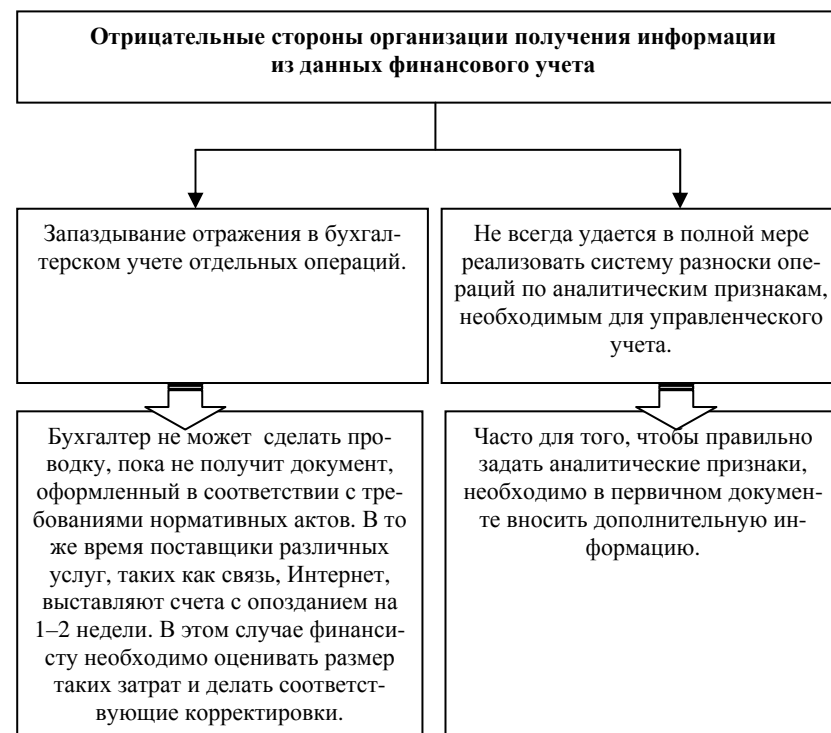 Отрицательные стороны организации получения информации
из данных финансового учета
Запаздывание отражения в бухгал-
терском учете отдельных операций.
Не всегда удается в полной мере
реализовать систему разноски опе-
раций по аналитическим признакам,
необходимым для управленческого
учета.
Бухгалтер не может сделать про-
водку, пока не получит документ,
оформленный в соответствии с тре-
бованиями нормативных актов. В то
же время поставщики различных
услуг, таких как связь, Интернет,
выставляют счета с опозданием на
1–2 недели. В этом случае финанси-
сту необходимо оценивать размер
таких затрат и делать соответст-
вующие корректировки.
Часто для того, чтобы правильно
задать аналитические признаки,
необходимо в первичном докумен-
те вносить дополнительную ин-
формацию.